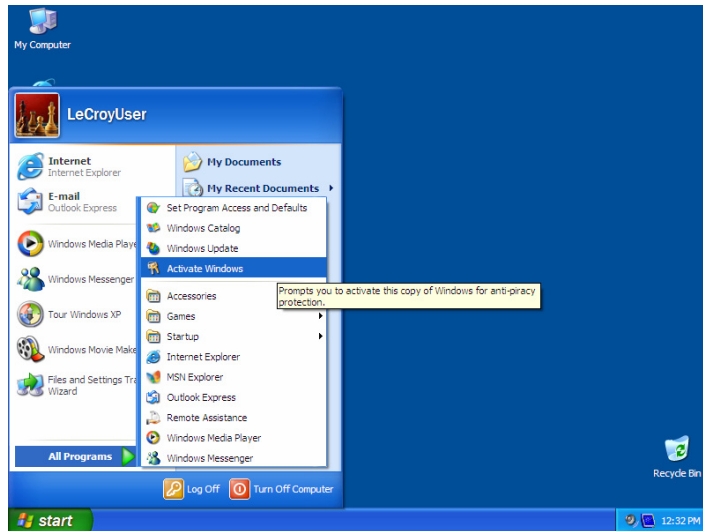 My Computer
LeCroyUser
Internet
Internet Explorer
E-mail
Outlook Express
Windows Media Playe
Windows Messenger
Tour Windows XP
Windows Movie Make
Files and Settings Tra
Wizard
All Programs
My Documents
My Recent Documents
Set Program Access and Defaults
Windows Catalog
Windows Update
Activate Windows
Prompts you to activate this copy of Windows for anti-piracy
protection.
Accessories
Games
Startup
Internet Explorer
MSN Explorer
Outlook Express
Remote Assistance
Windows Media Player
Windows Messenger
Log Off
Turn Off Computer
Recycle Bin
start
12:32 PM